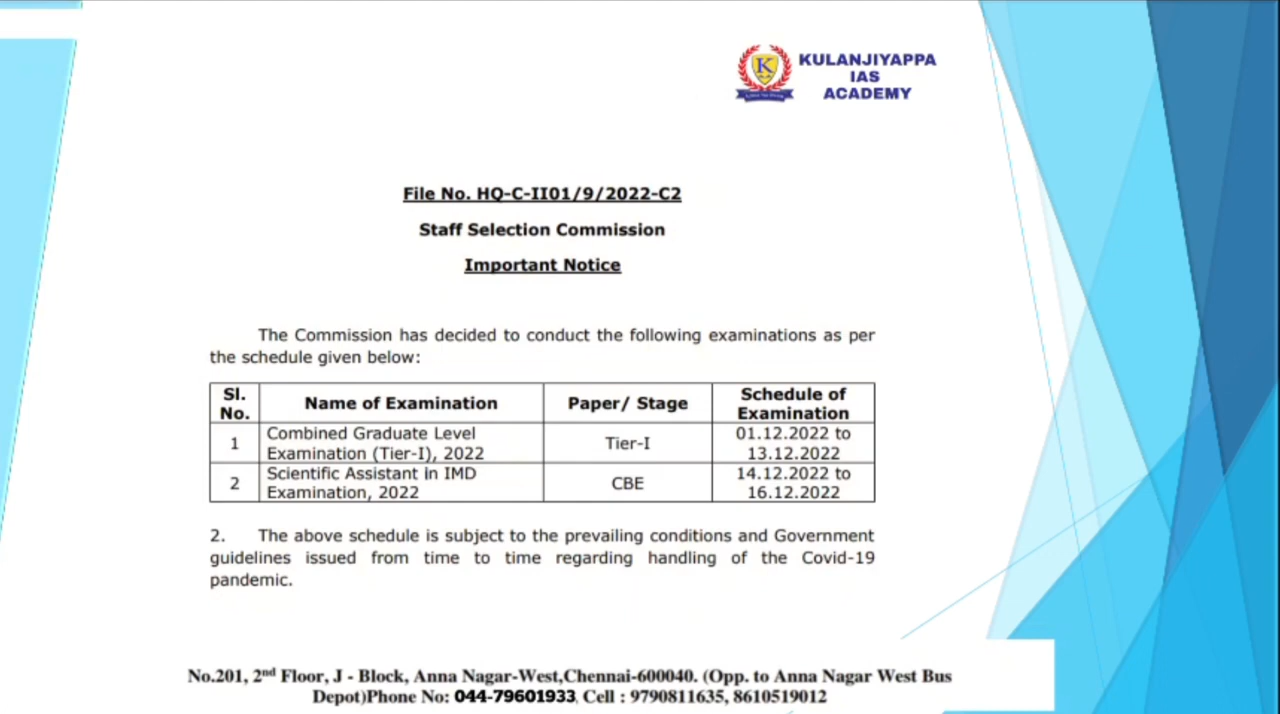 KULANJIYAPPA
IAS
ACADEMY
File No. HQ-C-II01/9/2022-C2
Staff Selection Commission
Important Notice
The Commission has decided to conduct the following examinations as per
the schedule given below:
Sl. No. Name of Examination Paper/ Stage Schedule of Examination
1 Combined Graduate Level Examination (Tier-I), 2022 Tier-I 01.12.2022 to 13.12.2022
2 Scientific Assistant in IMD Examination, 2022 CBE 14.12.2022 to 16.12.2022
2. The above schedule is subject to the prevailing conditions and Government
guidelines issued from time to time regarding handling of the Covid-19
pandemic.
No.201, 2nd Floor, J - Block, Anna Nagar-West,Chennai-600040. (Opp. to Anna Nagar West Bus
Depot)Phone No: 044-79601933, Cell : 9790811635, 8610519012